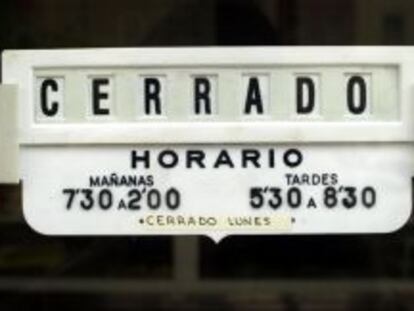 CERRADO
HORARIO
MAÑANAS TARDES
7'30 A 2'00 5'30 A 8'30
*CERRADO LUNES*